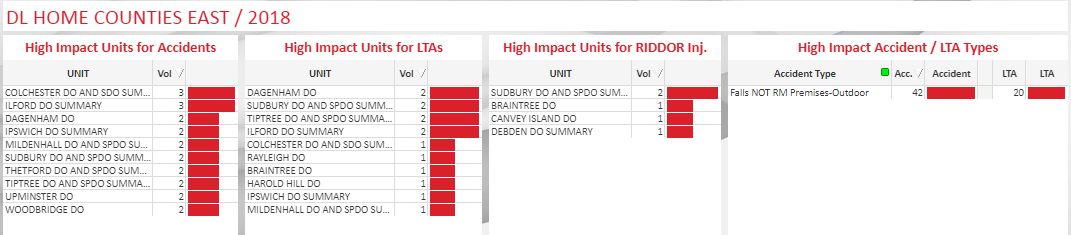 DL HOME COUNTIES EAST / 2018
High Impact Units for Accidents
UNIT Vol
COLCHESTER DO AND SDO SUM... 3
ILFORD DO SUMMARY 3
DAGENHAM DO 2
IPSWICH DO SUMMARY 2
MILDENHALL DO AND SPDO SU... 2
SUDBURY DO AND SPDO SUMM... 2
THETFORD DO AND SPDO SUM... 2
TIPTREE DO AND SPDO SUMMA... 2
UPMINSTER DO 2
WOODBRIDGE DO 2
High Impact Units for LTAs
UNIT Vol
DAGENHAM DO 2
SUDBURY DO AND SPDO SUMM... 2
TIPTREE DO AND SPDO SUMMA... 2
ILFORD DO SUMMARY 2
COLCHESTER DO AND SDO SUM... 1
RAYLEIGH DO 1
BRAINTREE DO 1
HAROLD HILL DO 1
IPSWICH DO SUMMARY 1
MILDENHALL DO AND SPDO SU... 1
High Impact Units for RIDDOR Inj.
UNIT Vol
SUDBURY DO AND SPDO SUMM... 2
BRAINTREE DO 1
CANVEY ISLAND DO 1
DEBDEN DO SUMMARY 1
High Impact Accident / LTA Types
Accident Type Acc. Accident LTA LTA
Falls NOT RM Premises-Outdoor 42 20